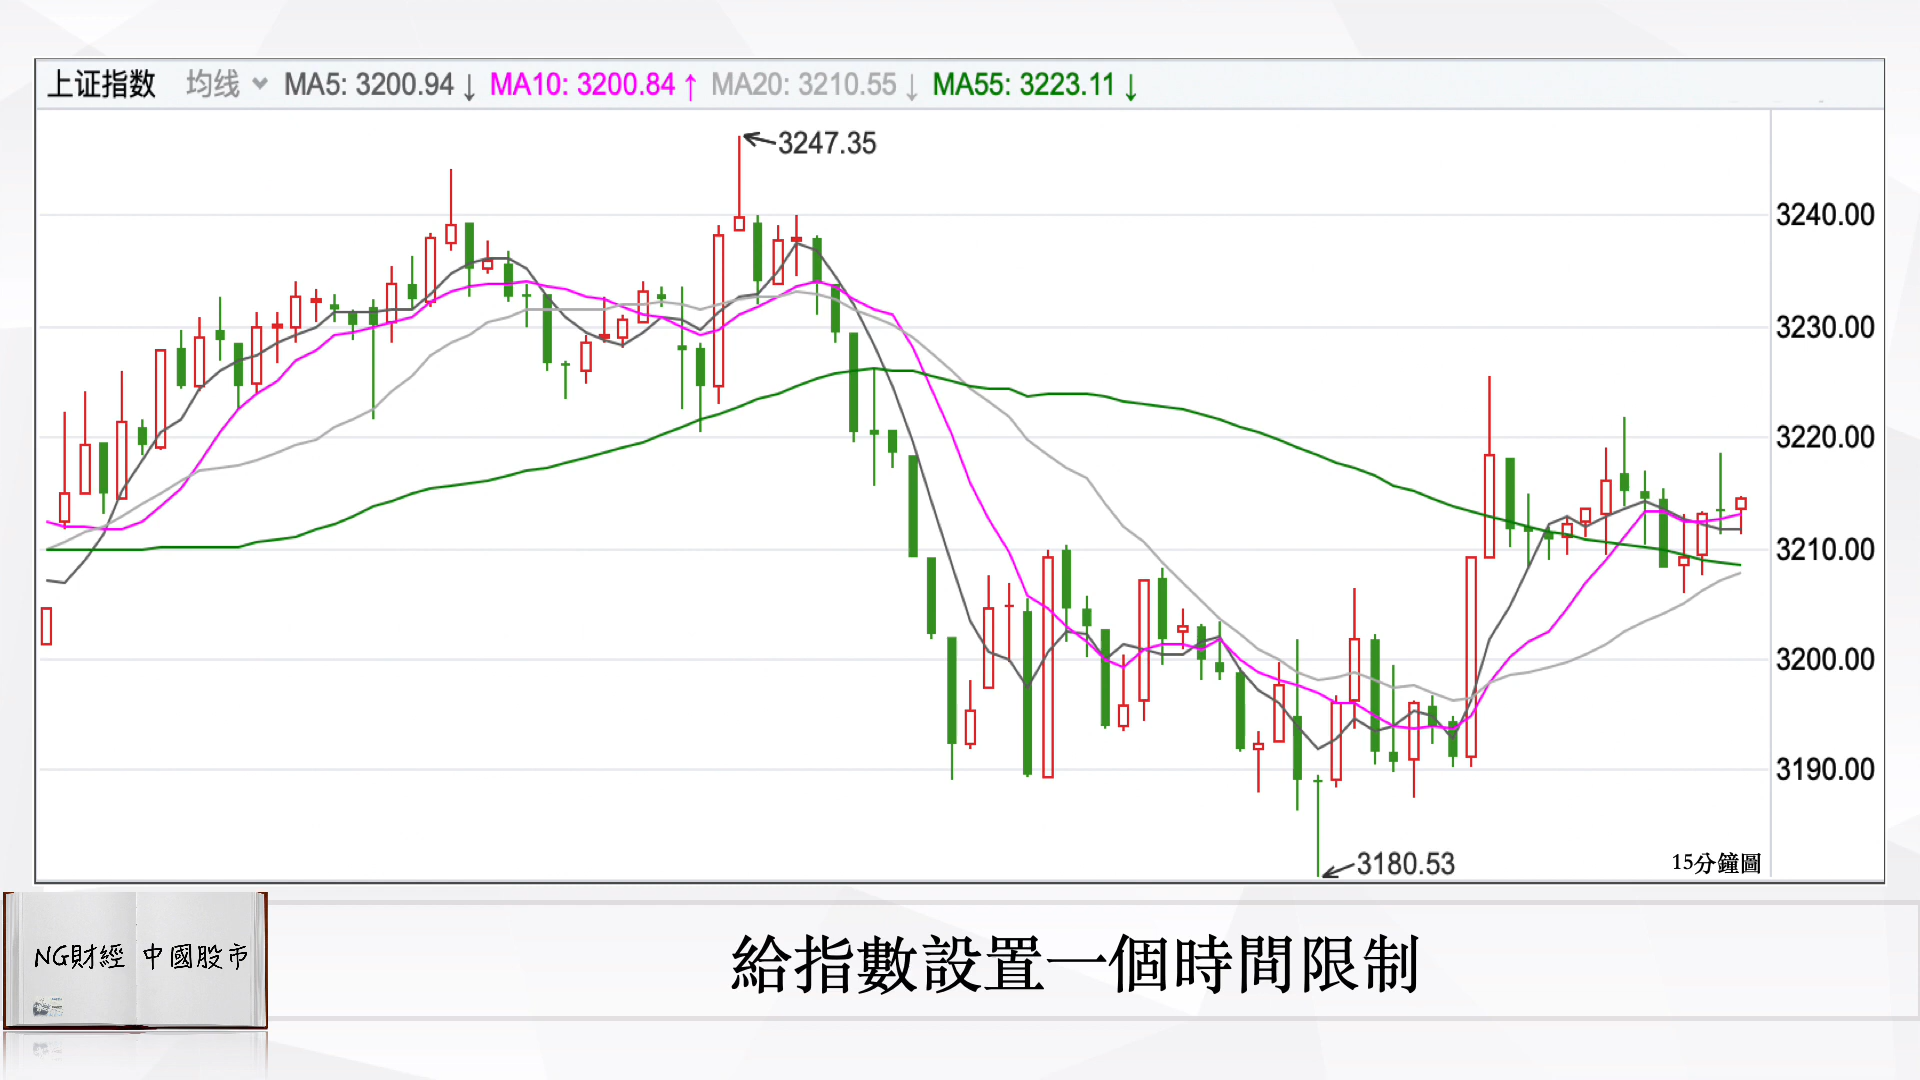 上证指数 均线 MA5: 3200.94↓ MA10: 3200.84↑ MA20: 3210.55↓ MA55: 3223.11↓
3247.35
3240.00
3230.00
3220.00
3210.00
3200.00
3190.00
3180.53
15分鐘圖
NG財經 中國股市
給指數設置一個時間限制